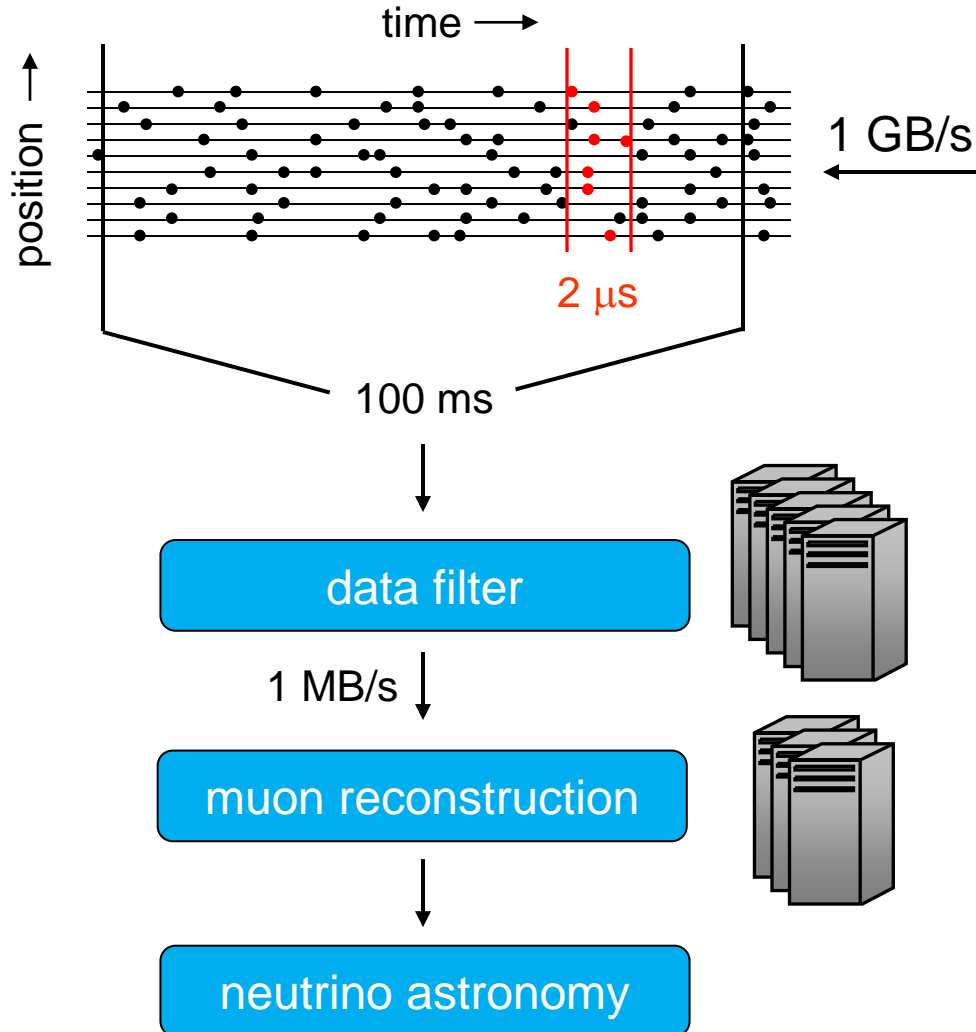 time
position
1 GB/s
2 μs
100 ms
data filter
1 MB/s
muon reconstruction
neutrino astronomy